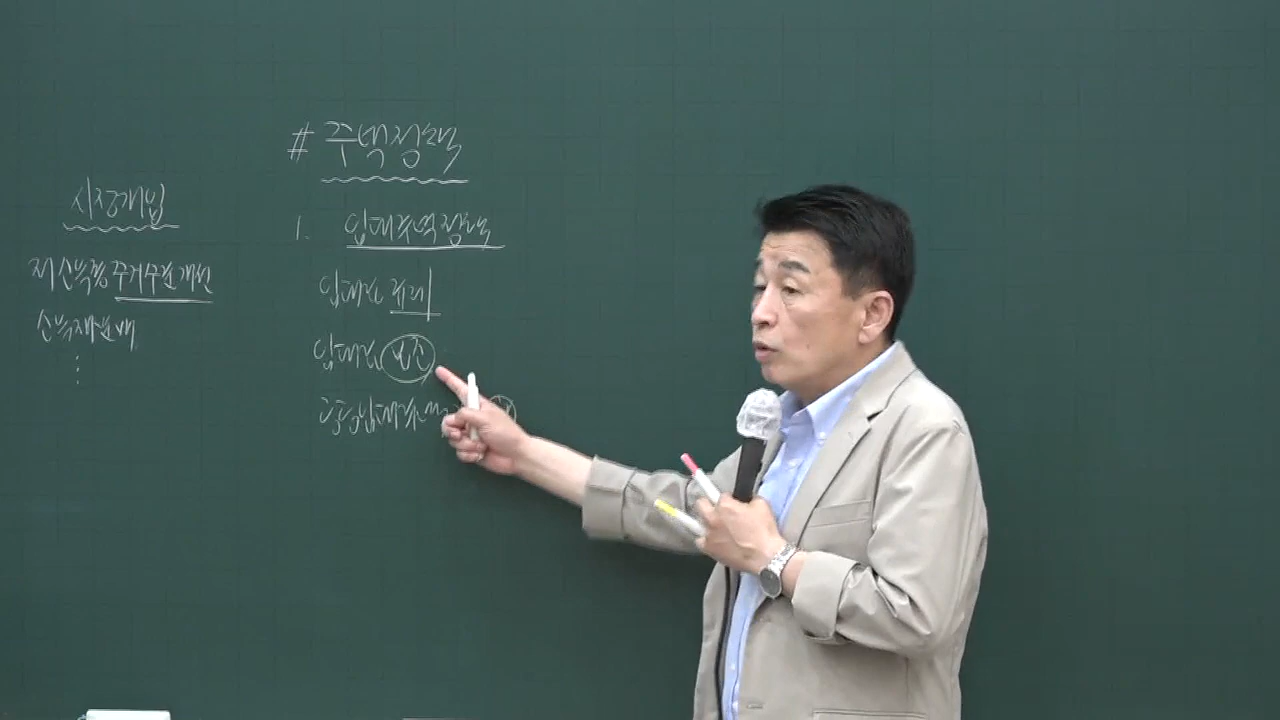 시장개입
저소득층 주거수준개선
소득재분배
⋮
# 주택정책
1. 임대주택정책
임대료 규제
임대료 보조
공공임대주택